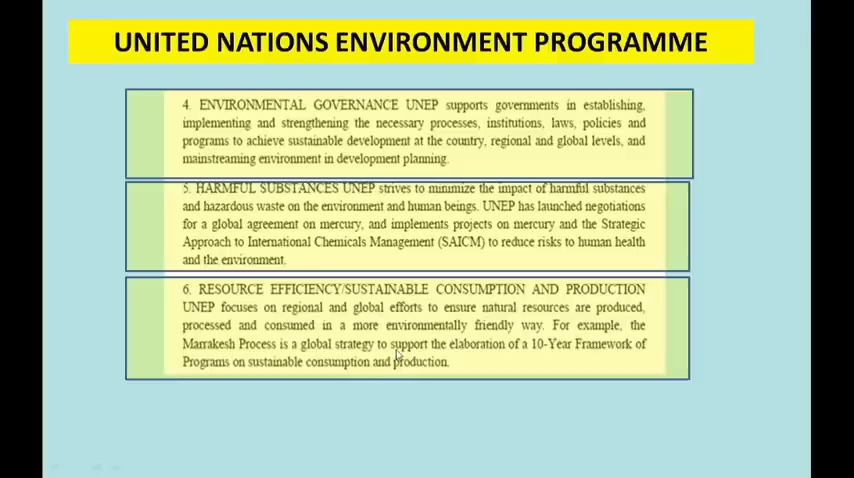 UNITED NATIONS ENVIRONMENT PROGRAMME
4. ENVIRONMENTAL GOVERNANCE UNEP supports governments in establishing,
implementing and strengthening the necessary processes, institutions, laws, policies and
programs to achieve sustainable development at the country, regional and global levels, and
mainstreaming environment in development planning.
5. HARMFUL SUBSTANCES UNEP strives to minimize the impact of harmful substances
and hazardous waste on the environment and human beings. UNEP has launched negotiations
for a global agreement on mercury, and implements projects on mercury and the Strategic
Approach to International Chemicals Management (SAICM) to reduce risks to human health
and the environment.
6. RESOURCE EFFICIENCY/SUSTAINABLE CONSUMPTION AND PRODUCTION
UNEP focuses on regional and global efforts to ensure natural resources are produced,
processed and consumed in a more environmentally friendly way. For example, the
Marrakesh Process is a global strategy to support the elaboration of a 10-Year Framework of
Programs on sustainable consumption and production.